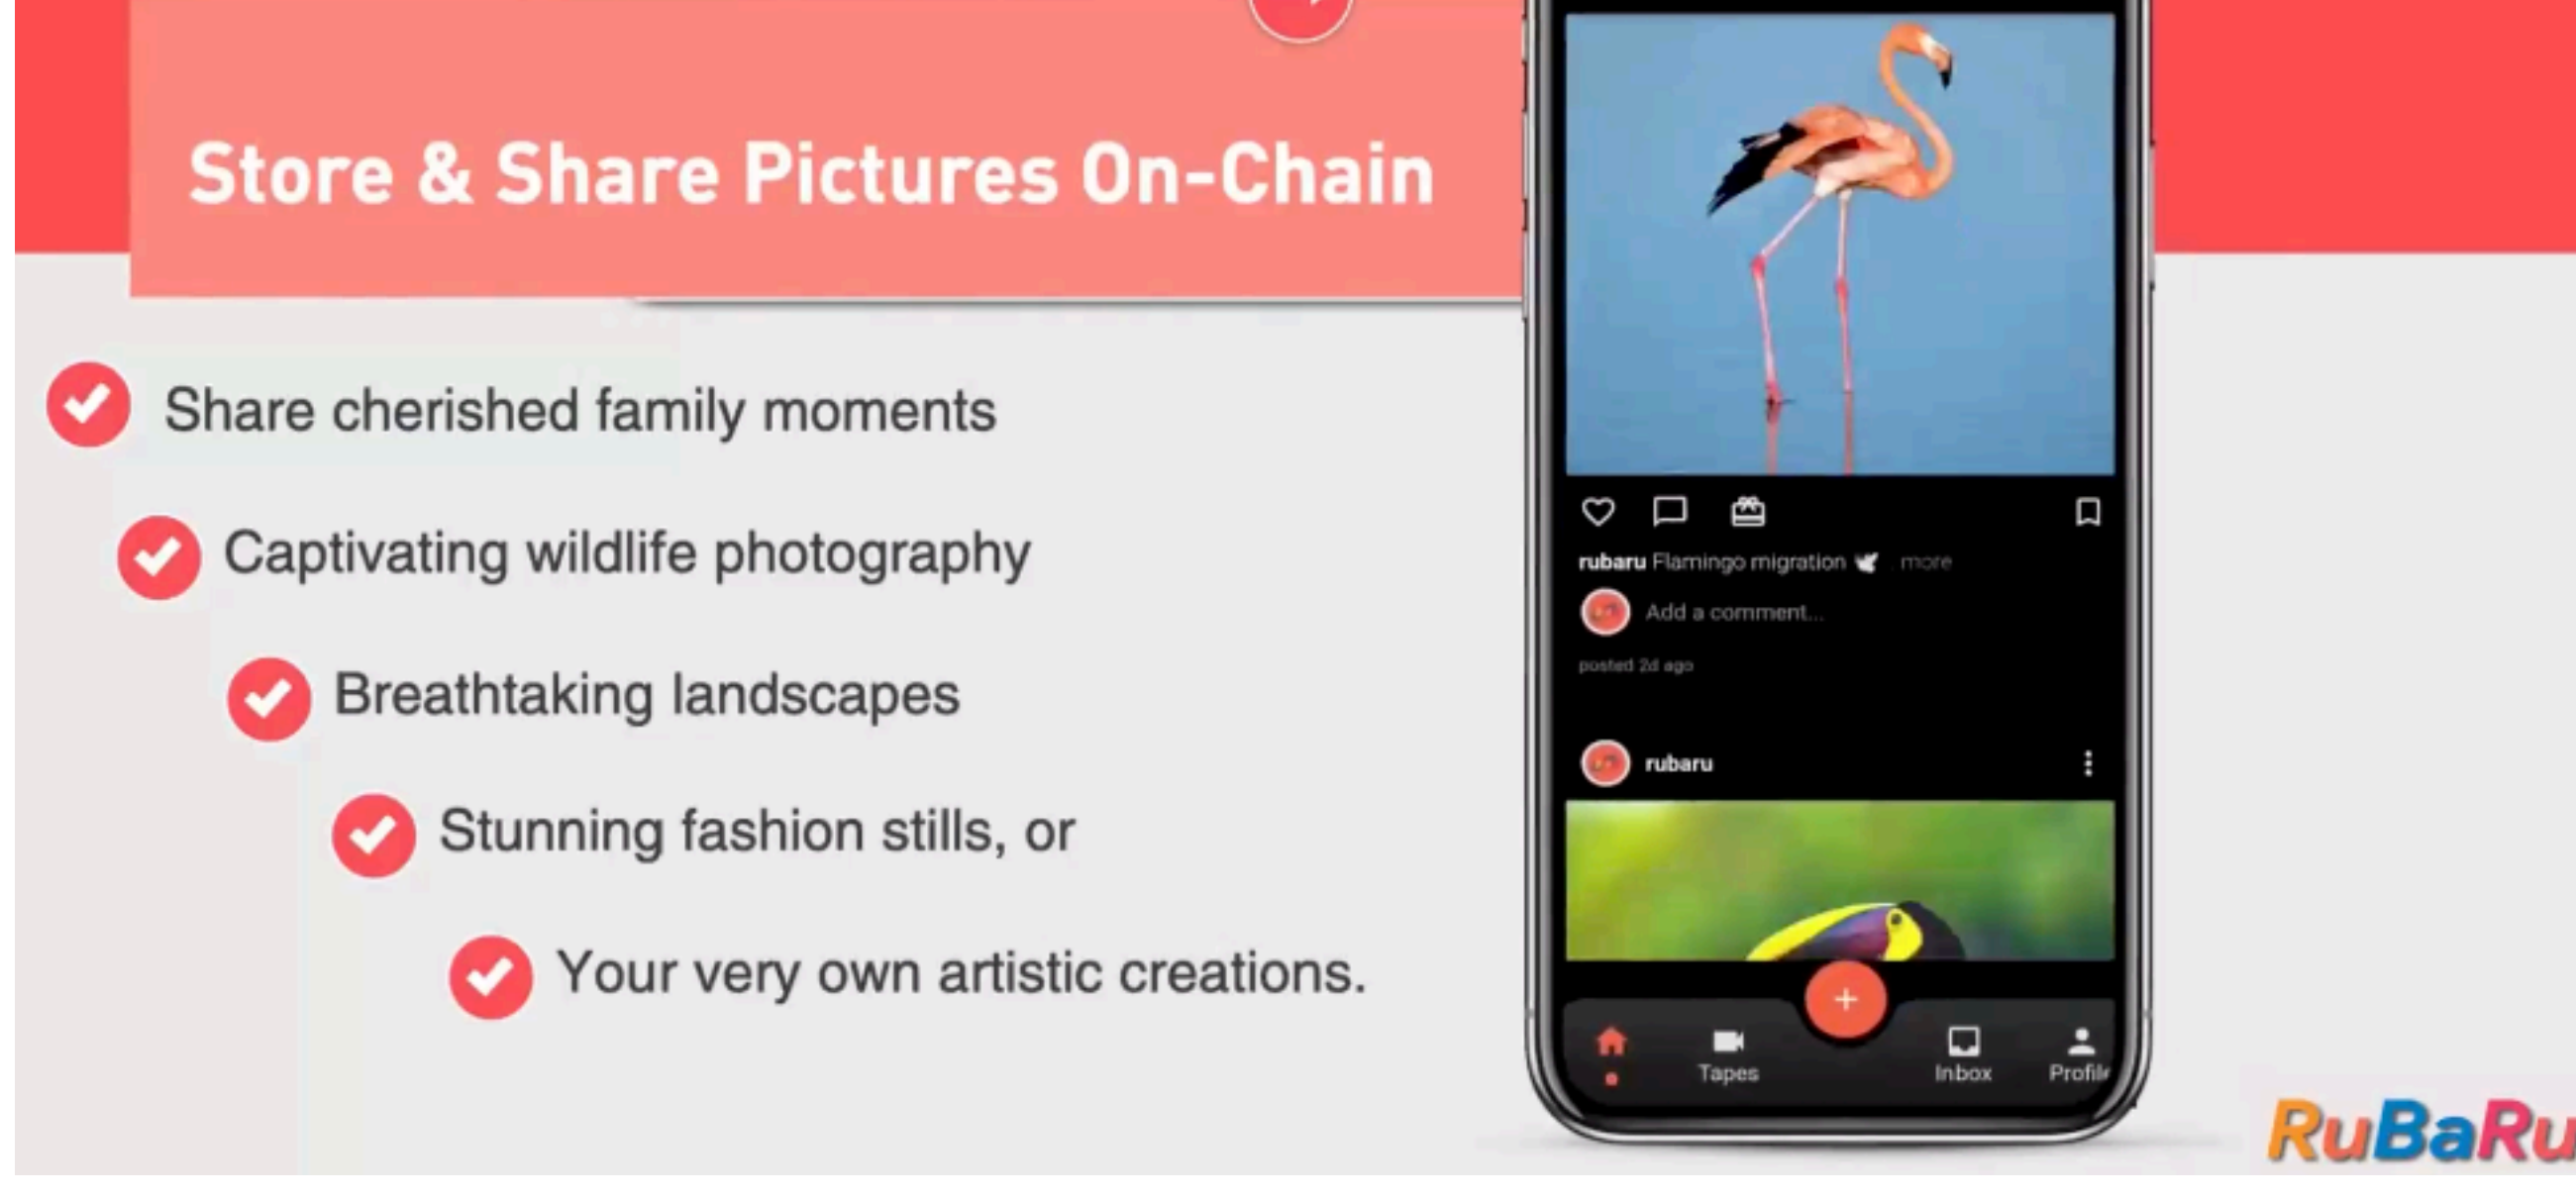 Store & Share Pictures On-Chain
Share cherished family moments
Captivating wildlife photography
Breathtaking landscapes
Stunning fashion stills, or
Your very own artistic creations.
rubaru Flamingo migration 🕊 . more
Add a comment...
posted 2d ago
rubaru
Tapes
Inbox
Profile
RuBaRu